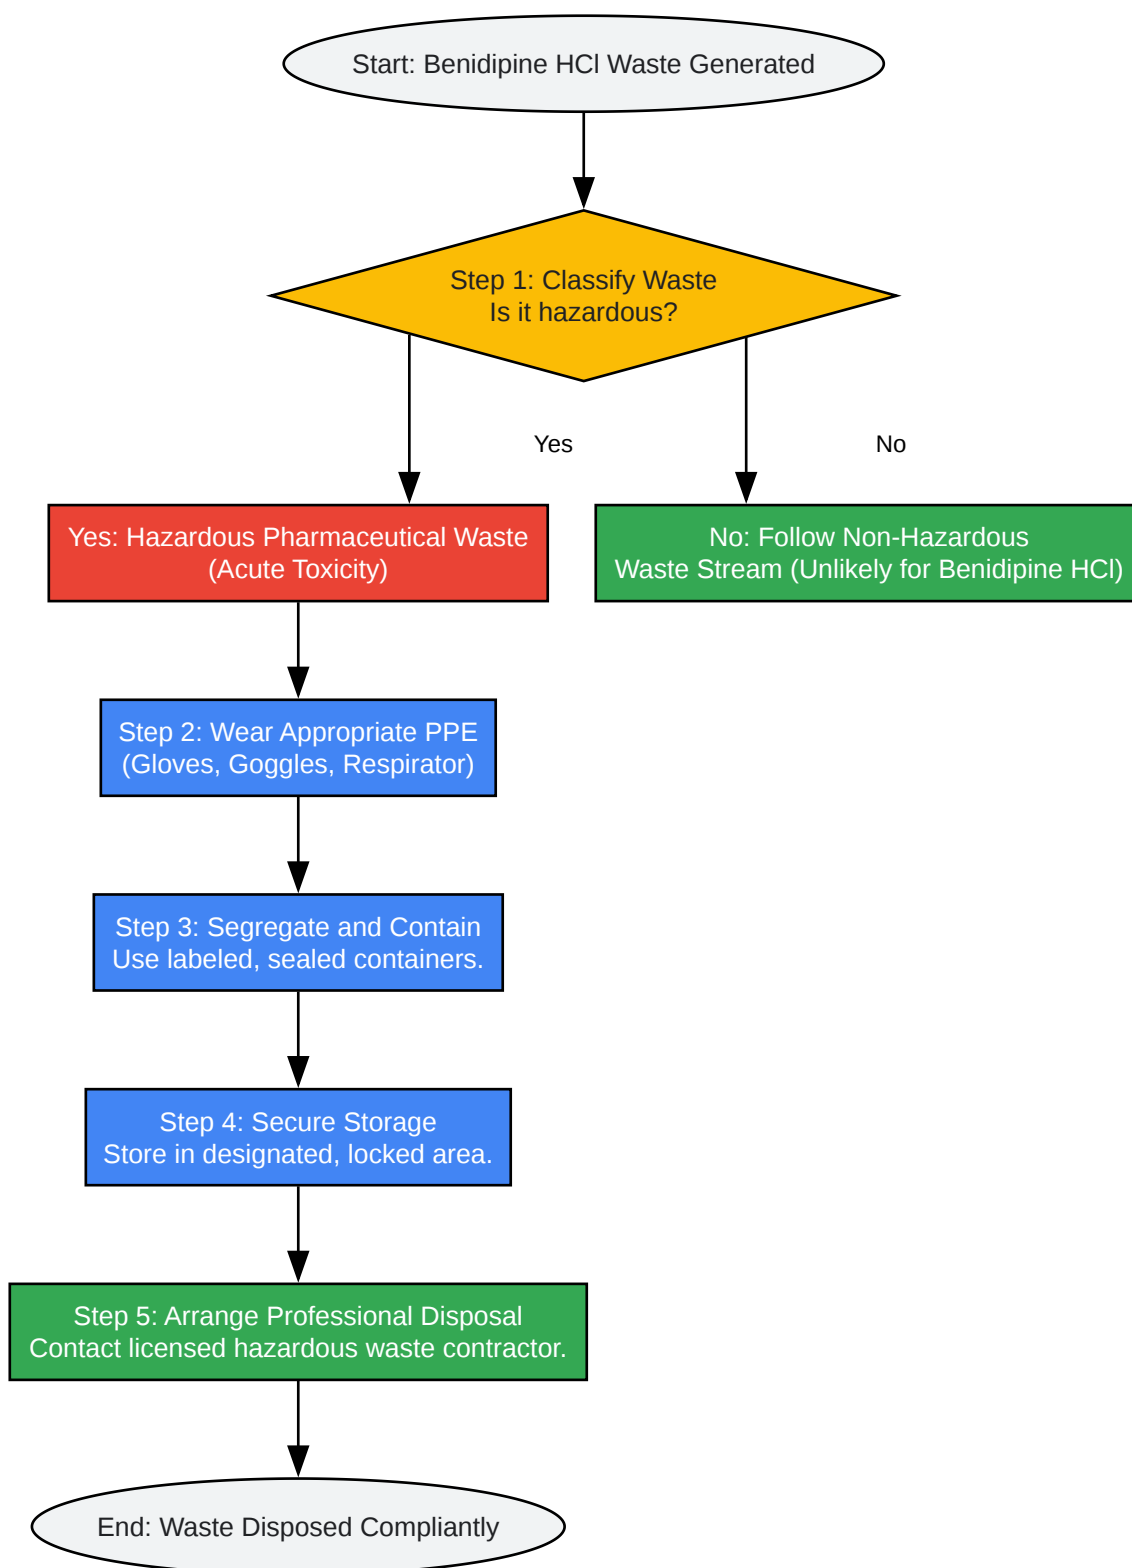 Start: Benidipine HCl Waste Generated
Step 1: Classify Waste
Is it hazardous?
Yes
No
Yes: Hazardous Pharmaceutical Waste
(Acute Toxicity)
No: Follow Non-Hazardous
Waste Stream (Unlikely for Benidipine HCl)
Step 2: Wear Appropriate PPE
(Gloves, Goggles, Respirator)
Step 3: Segregate and Contain
Use labeled, sealed containers.
Step 4: Secure Storage
Store in designated, locked area.
Step 5: Arrange Professional Disposal
Contact licensed hazardous waste contractor.
End: Waste Disposed Compliantly